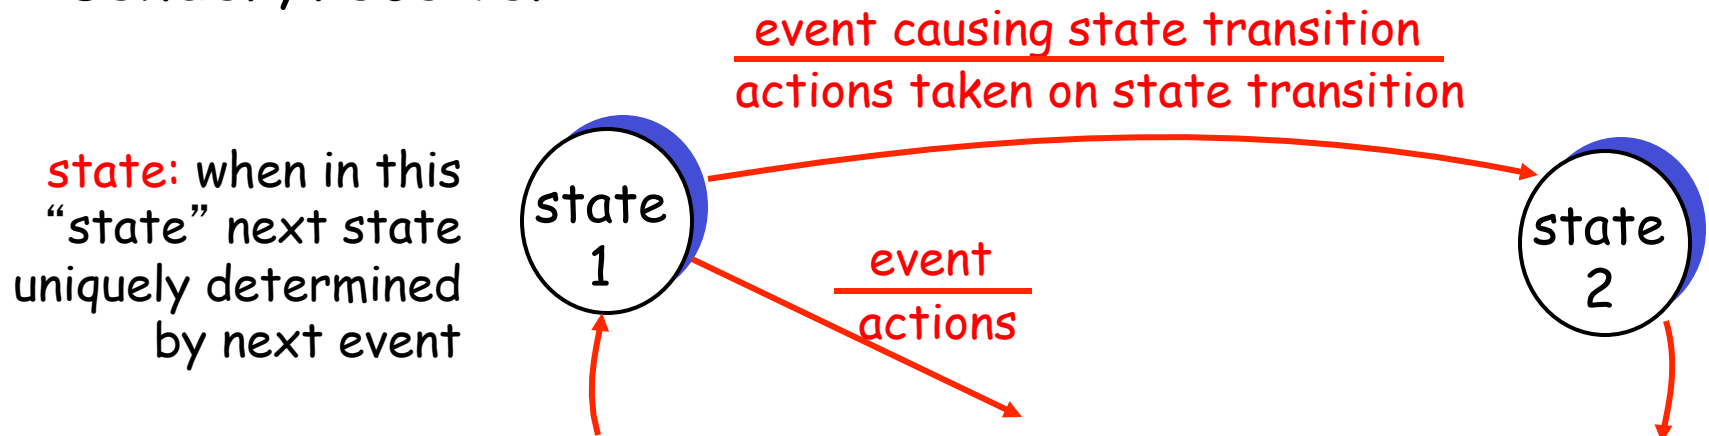 event causing state transition
actions taken on state transition
state: when in this
“state” next state
uniquely determined
by next event
state
1
event
actions
state
2